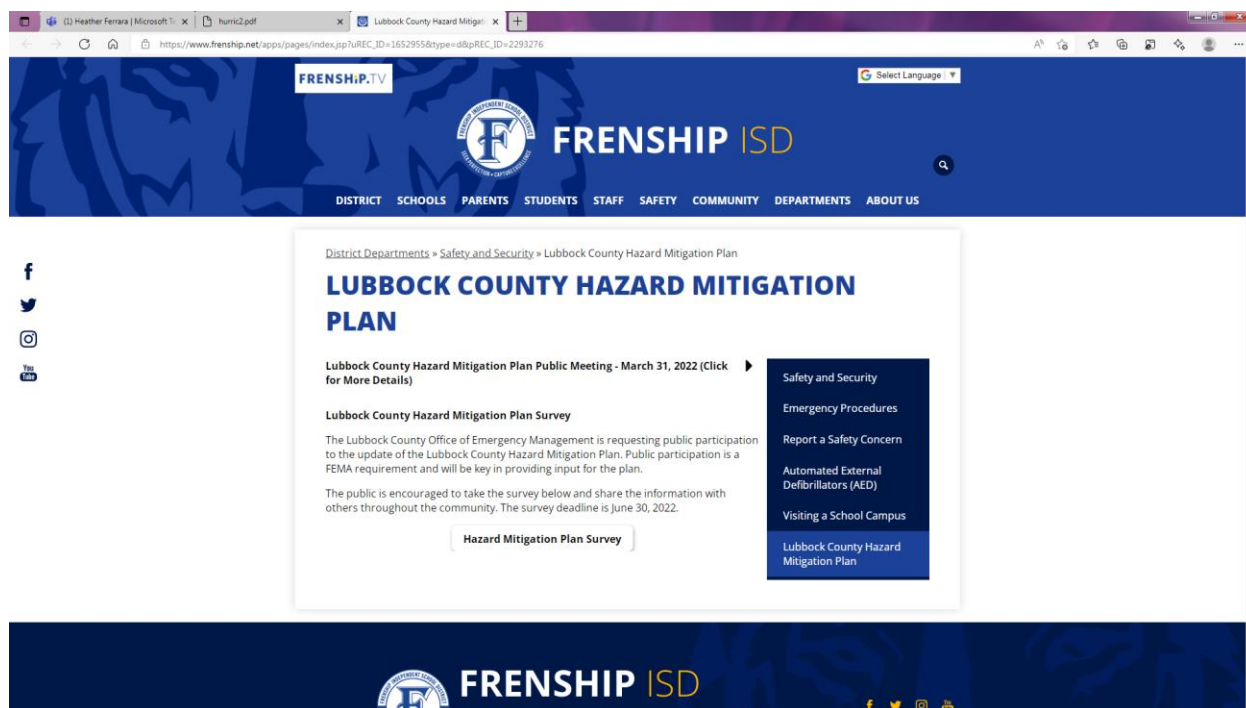 (1) Heather Ferrara | Microsoft Te
hurric2.pdf
Lubbock County Hazard Mitigati
https://www.frenship.net/apps/pages/index.jsp?uREC_ID=1652955&type=d&pREC_ID=2293276
FRENSHIP.TV
Select Language
FRENSHIP ISD
DISTRICT SCHOOLS PARENTS STUDENTS STAFF SAFETY COMMUNITY DEPARTMENTS ABOUT US
District Departments » Safety and Security » Lubbock County Hazard Mitigation Plan
LUBBOCK COUNTY HAZARD MITIGATION
PLAN
Lubbock County Hazard Mitigation Plan Public Meeting - March 31, 2022 (Click
for More Details)
Lubbock County Hazard Mitigation Plan Survey
The Lubbock County Office of Emergency Management is requesting public participation
to the update of the Lubbock County Hazard Mitigation Plan. Public participation is a
FEMA requirement and will be key in providing input for the plan.
The public is encouraged to take the survey below and share the information with
others throughout the community. The survey deadline is June 30, 2022.
Hazard Mitigation Plan Survey
Safety and Security
Emergency Procedures
Report a Safety Concern
Automated External
Defibrillators (AED)
Visiting a School Campus
Lubbock County Hazard
Mitigation Plan
You
Tube
FRENSHIP ISD